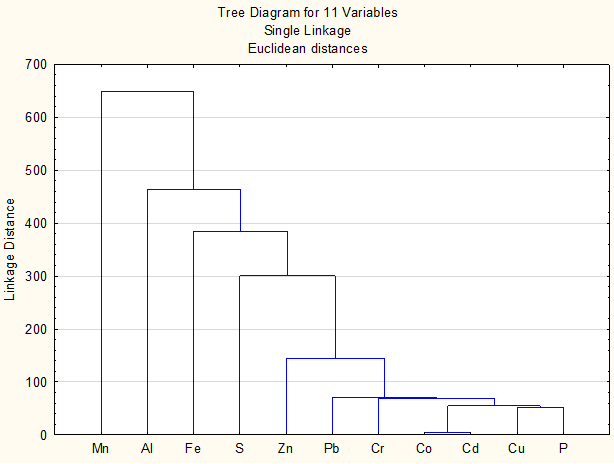 Tree Diagram for 11 Variables
Single Linkage
Euclidean distances
700
600
500
400
300
200
100
0
Linkage Distance
Mn Al Fe S Zn Pb Cr Co Cd Cu P